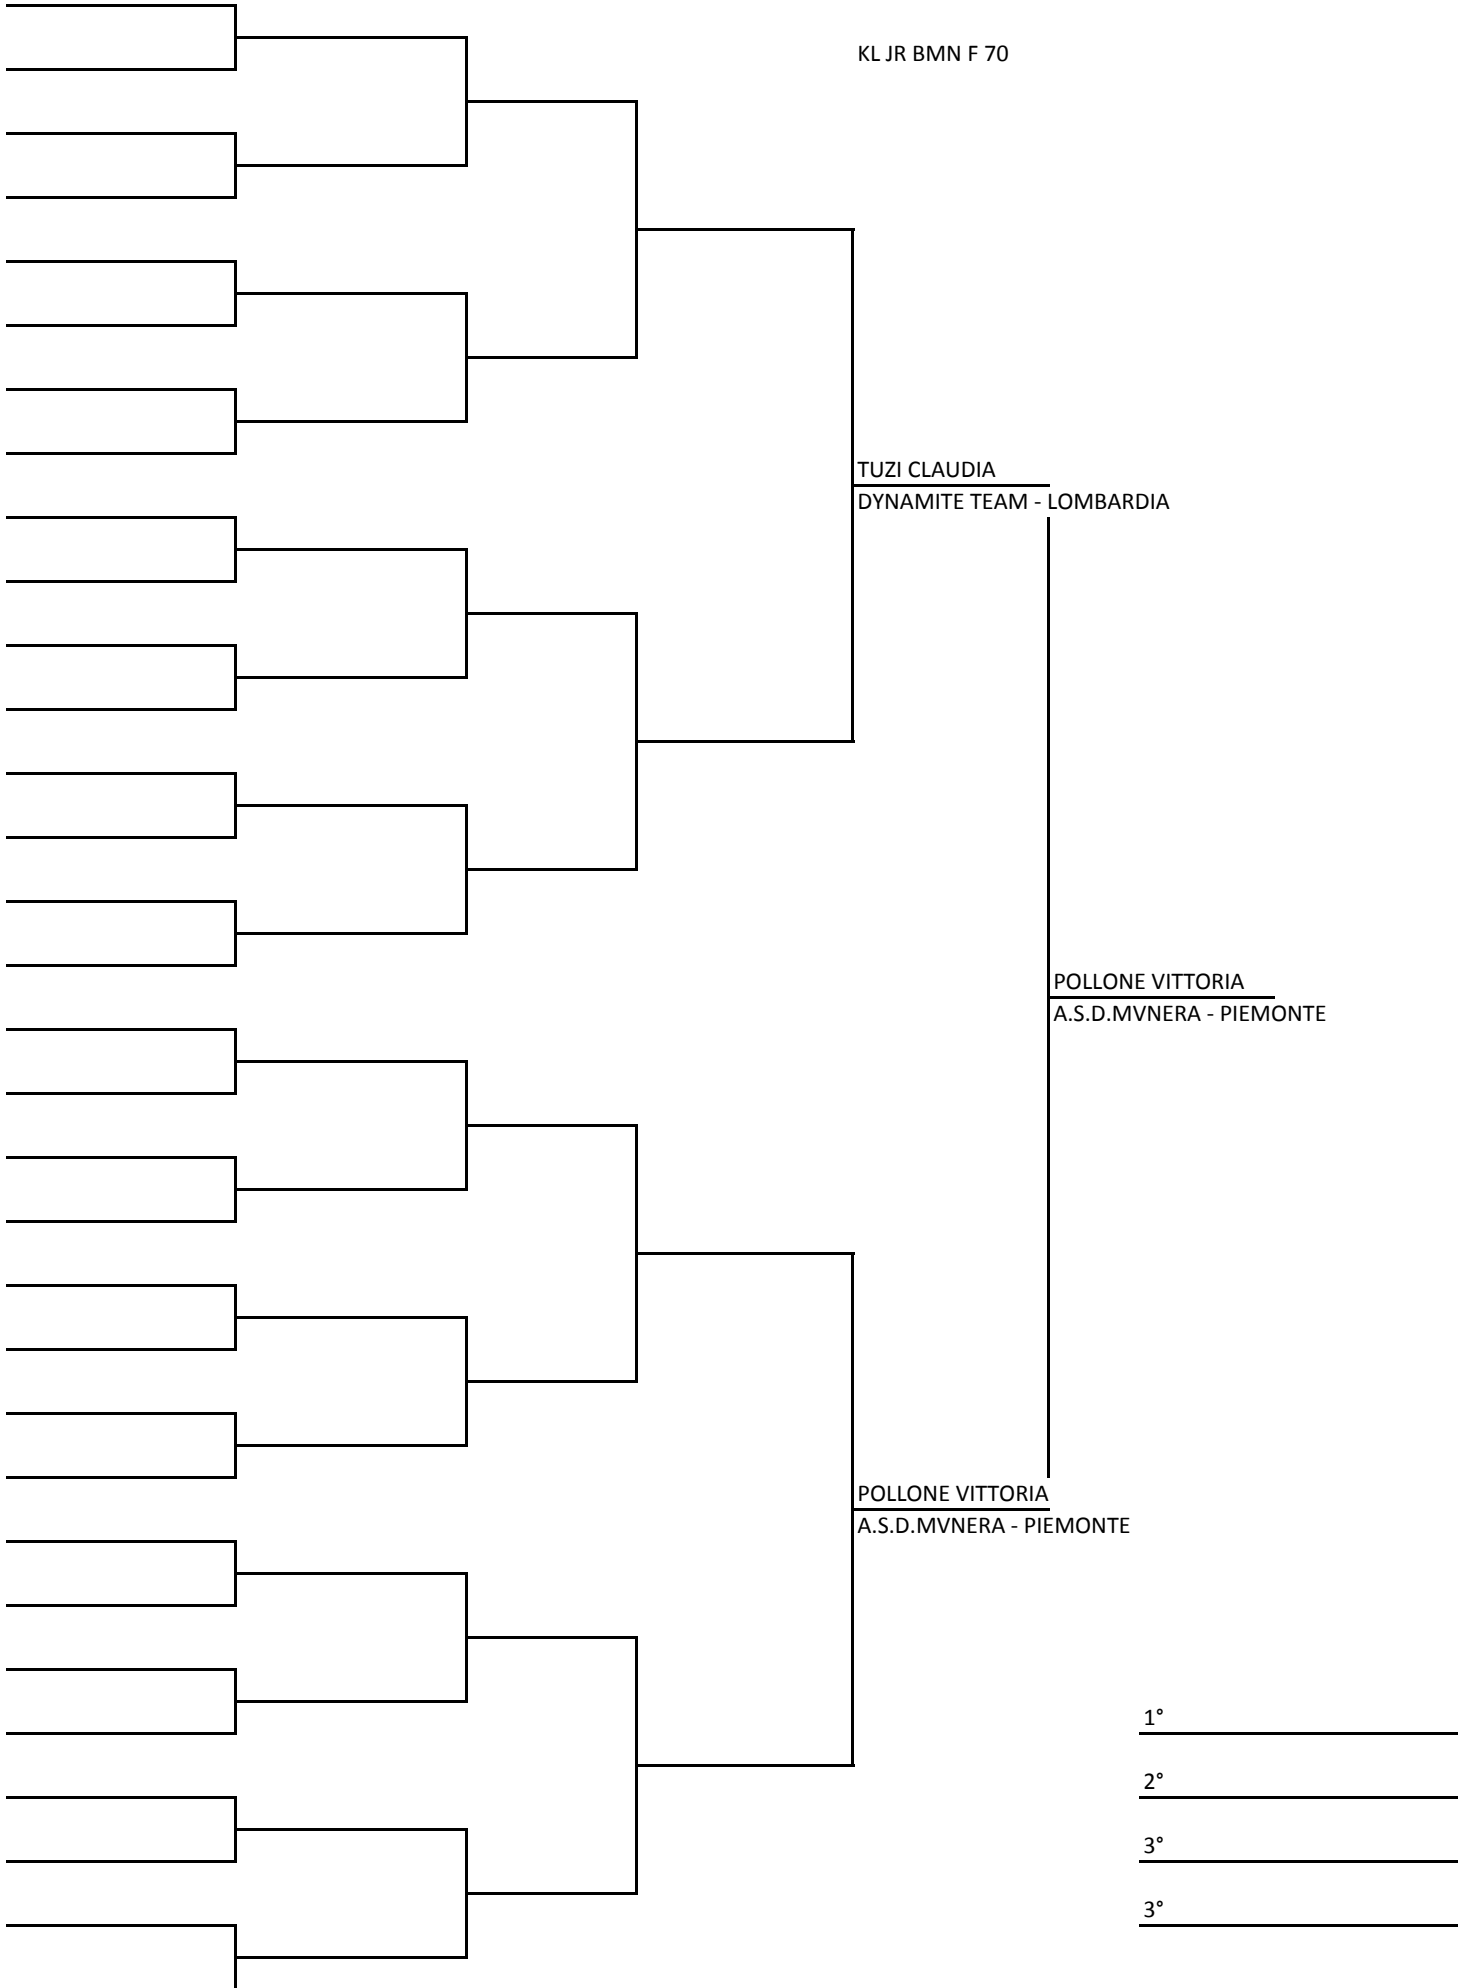 KL JR BMN F 70
TUZI CLAUDIA
DYNAMITE TEAM - LOMBARDIA
POLLONE VITTORIA
A.S.D.MVNERA - PIEMONTE
POLLONE VITTORIA
A.S.D.MVNERA - PIEMONTE
1°
2°
3°
3°